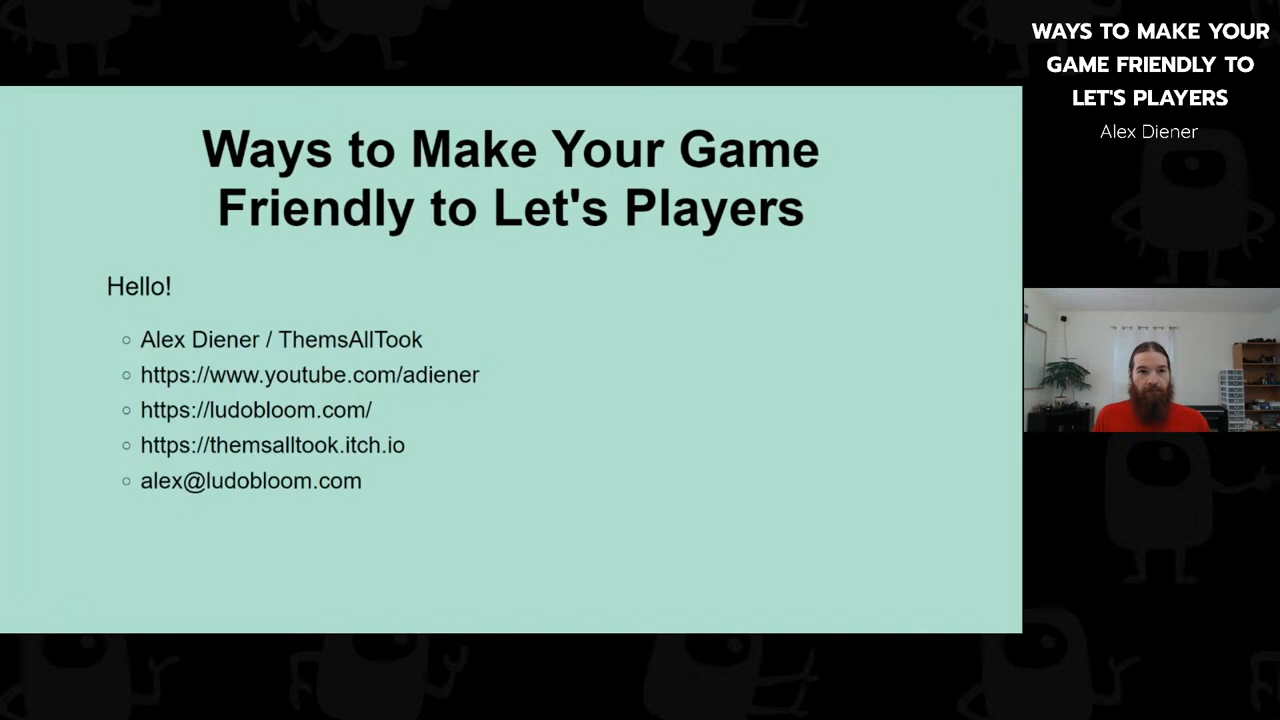 Ways to Make Your Game
Friendly to Let's Players
Hello!
Alex Diener / ThemsAllTook
https://www.youtube.com/adiener
https://ludobloom.com/
https://themsalltook.itch.io
alex@ludobloom.com
WAYS TO MAKE YOUR
GAME FRIENDLY TO
LET'S PLAYERS
Alex Diener